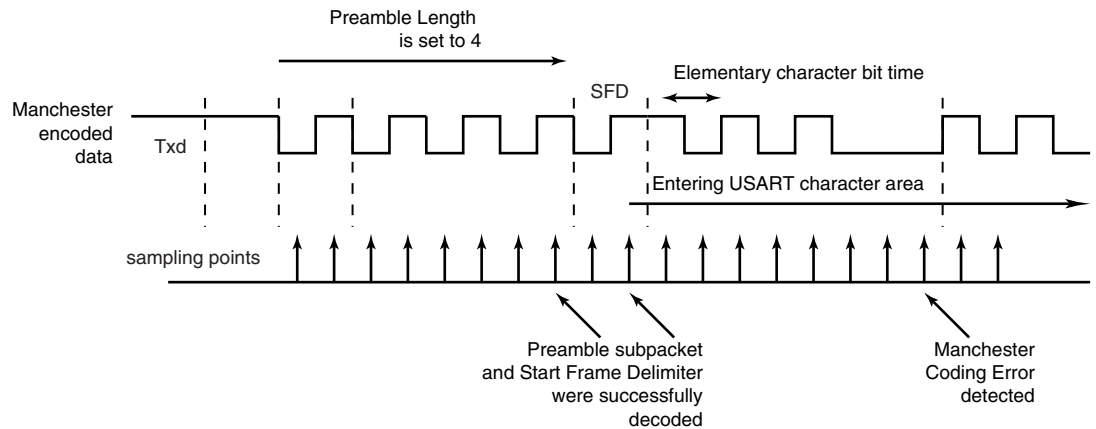 Preamble Length
is set to 4
Elementary character bit time
SFD
Manchester
encoded
data
Txd
Entering USART character area
sampling points
Preamble subpacket
and Start Frame Delimiter
were successfully
decoded
Manchester
Coding Error
detected